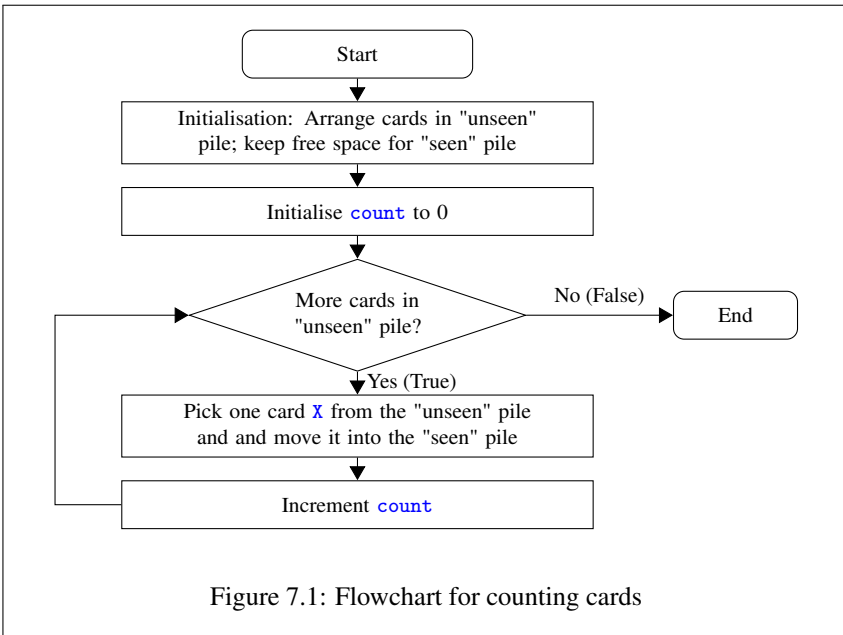 Start
Initialisation: Arrange cards in "unseen"
pile; keep free space for "seen" pile
Initialise count to 0
More cards in
"unseen" pile?
No (False)
End
Yes (True)
Pick one card X from the "unseen" pile
and and move it into the "seen" pile
Increment count
Figure 7.1: Flowchart for counting cards